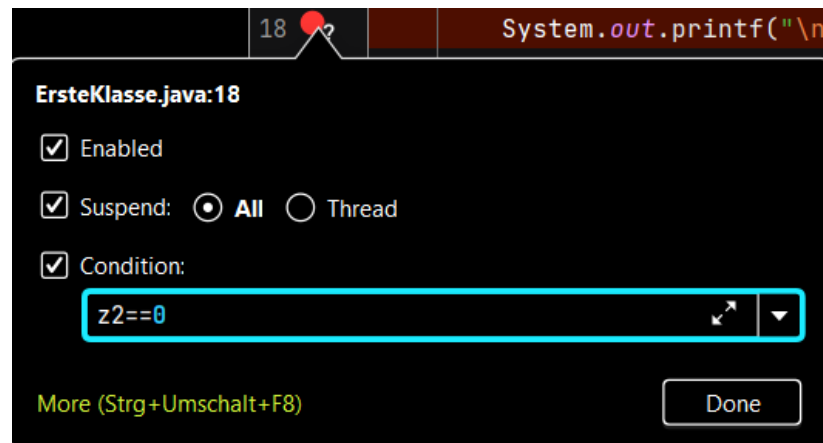 18 ? System.out.printf("\n
ErsteKlasse.java:18
Enabled
Suspend: All Thread
Condition:
z2==0
More (Strg+Umschalt+F8) Done